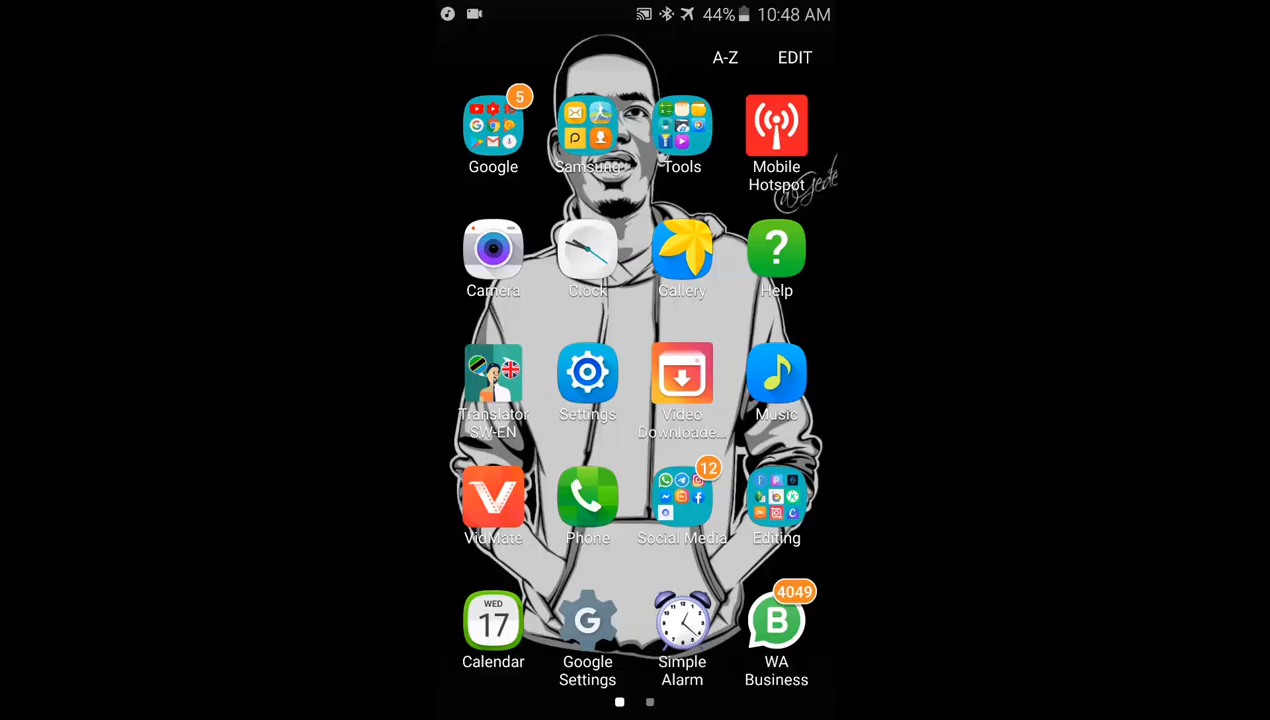 44% 10:48 AM
A-Z EDIT
5
Google Samsung Tools Mobile Hotspot
Camera Clock Gallery Help
Translator SW-EN Settings Video Downloade... Music
12
VidMate Phone Social Media Editing
4049
WED
17
G
B
Calendar Google Settings Simple Alarm WA Business